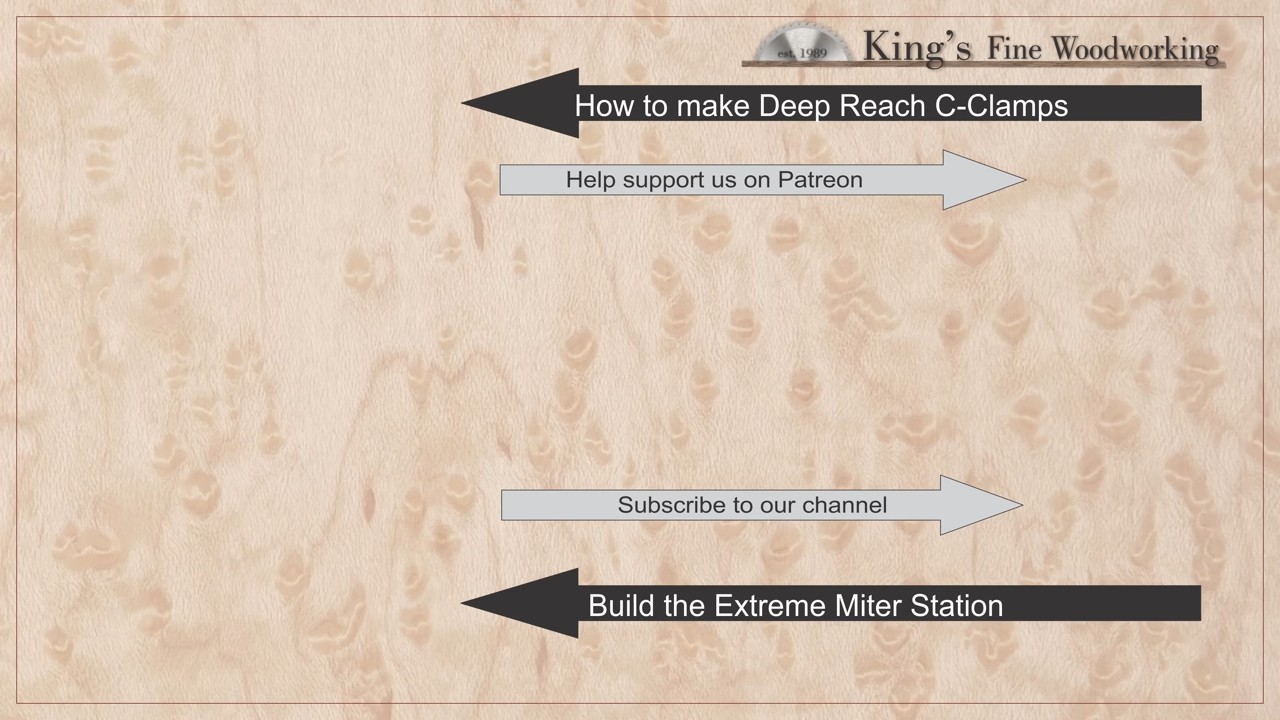 est. 1989
King's Fine Woodworking
How to make Deep Reach C-Clamps
Help support us on Patreon
Subscribe to our channel
Build the Extreme Miter Station